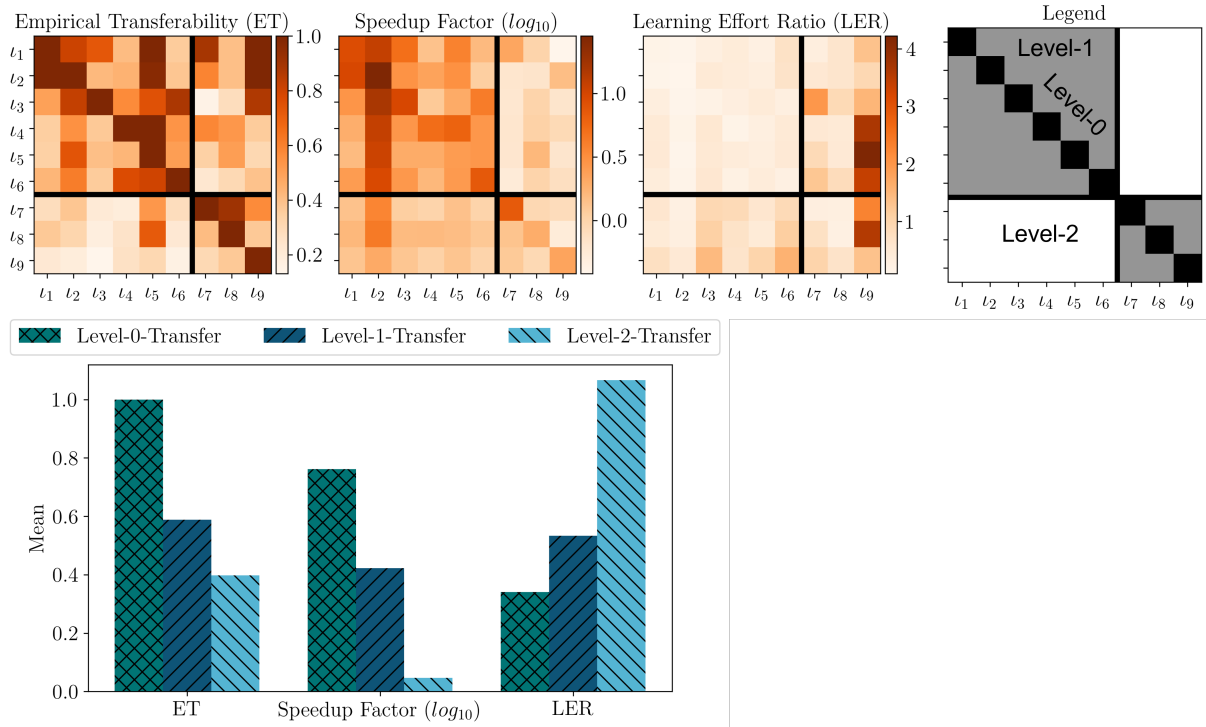 Empirical Transferability (ET)
Speedup Factor (log₁₀)
Learning Effort Ratio (LER)
Legend
ι₁
ι₂
ι₃
ι₄
ι₅
ι₆
ι₇
ι₈
ι₉
ι₁ ι₂ ι₃ ι₄ ι₅ ι₆ ι₇ ι₈ ι₉
1.0
0.8
0.6
0.4
0.2
ι₁ ι₂ ι₃ ι₄ ι₅ ι₆ ι₇ ι₈ ι₉
1.0
0.5
0.0
ι₁ ι₂ ι₃ ι₄ ι₅ ι₆ ι₇ ι₈ ι₉
4
3
2
1
Level-1
Level-0
Level-2
ι₁ ι₂ ι₃ ι₄ ι₅ ι₆ ι₇ ι₈ ι₉
Level-0-Transfer Level-1-Transfer Level-2-Transfer
Mean
1.0
0.8
0.6
0.4
0.2
0.0
ET Speedup Factor (log₁₀) LER